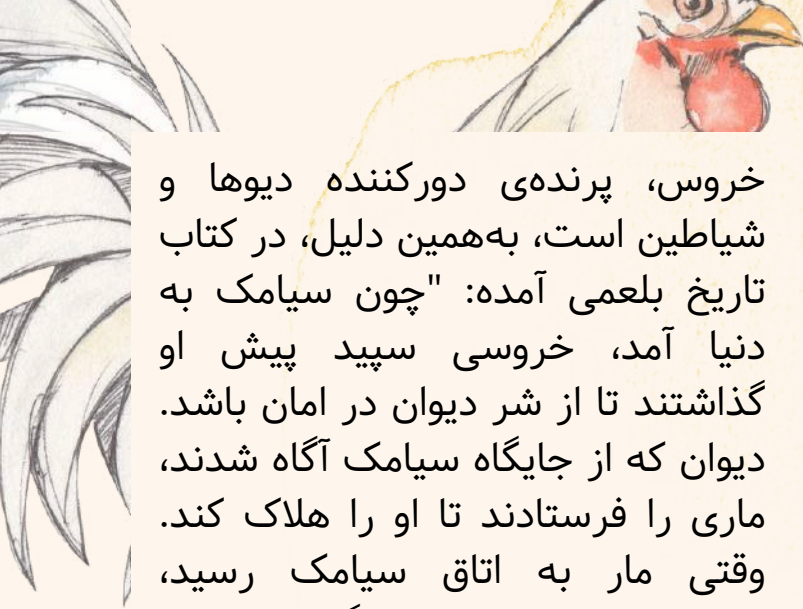 خروس، پرنده‌ی دورکننده دیوها و
شیاطین است، به‌همین دلیل، در کتاب
تاریخ بلعمی آمده: "چون سیامک به
دنیا آمد، خروسی سپید پیش او
گذاشتند تا از شر دیوان در امان باشد.
دیوان که از جایگاه سیامک آگاه شدند،
ماری را فرستادند تا او را هلاک کند.
وقتی مار به اتاق سیامک رسید،